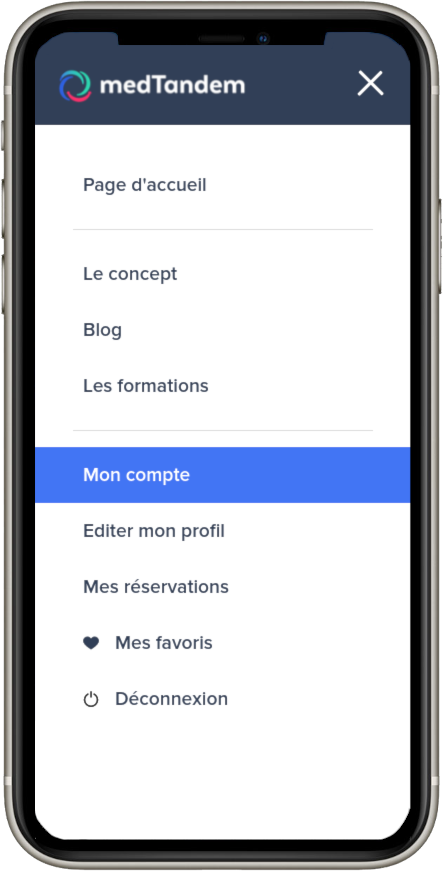 medTandem
Page d'accueil
Le concept
Blog
Les formations
Mon compte
Editer mon profil
Mes réservations
Mes favoris
Déconnexion